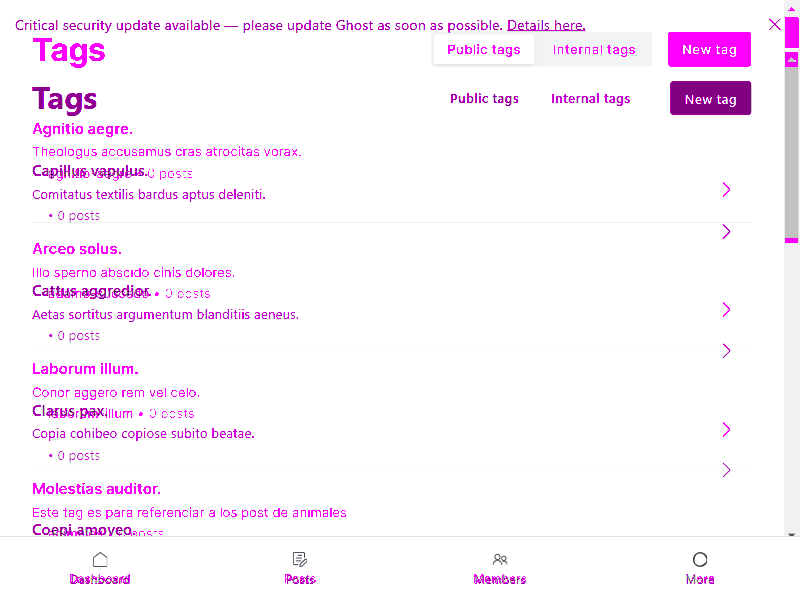 Critical security update available — please update Ghost as soon as possible. Details here.
Tags
Public tags Internal tags New tag
Tags
Public tags Internal tags New tag
Agnitio aegre.
Theologus accusamus cras atrocitas vorax.
Capillus vapulus.
• 0 posts
Comitatus textilis bardus aptus deleniti.
• 0 posts
Arceo solus.
Illo sperno abscido cinis dolores.
Cattus aggredior.
• 0 posts
Aetas sortitus argumentum blanditiis aeneus.
• 0 posts
Laborum illum.
Conor aggero rem vel celo.
Clarus pax.
laborum illum • 0 posts
Copia cohibeo copiose subito beatae.
• 0 posts
Molestias auditor.
Este tag es para referenciar a los post de animales
Coepi amoveo.
posts
Dashboard Posts Members More